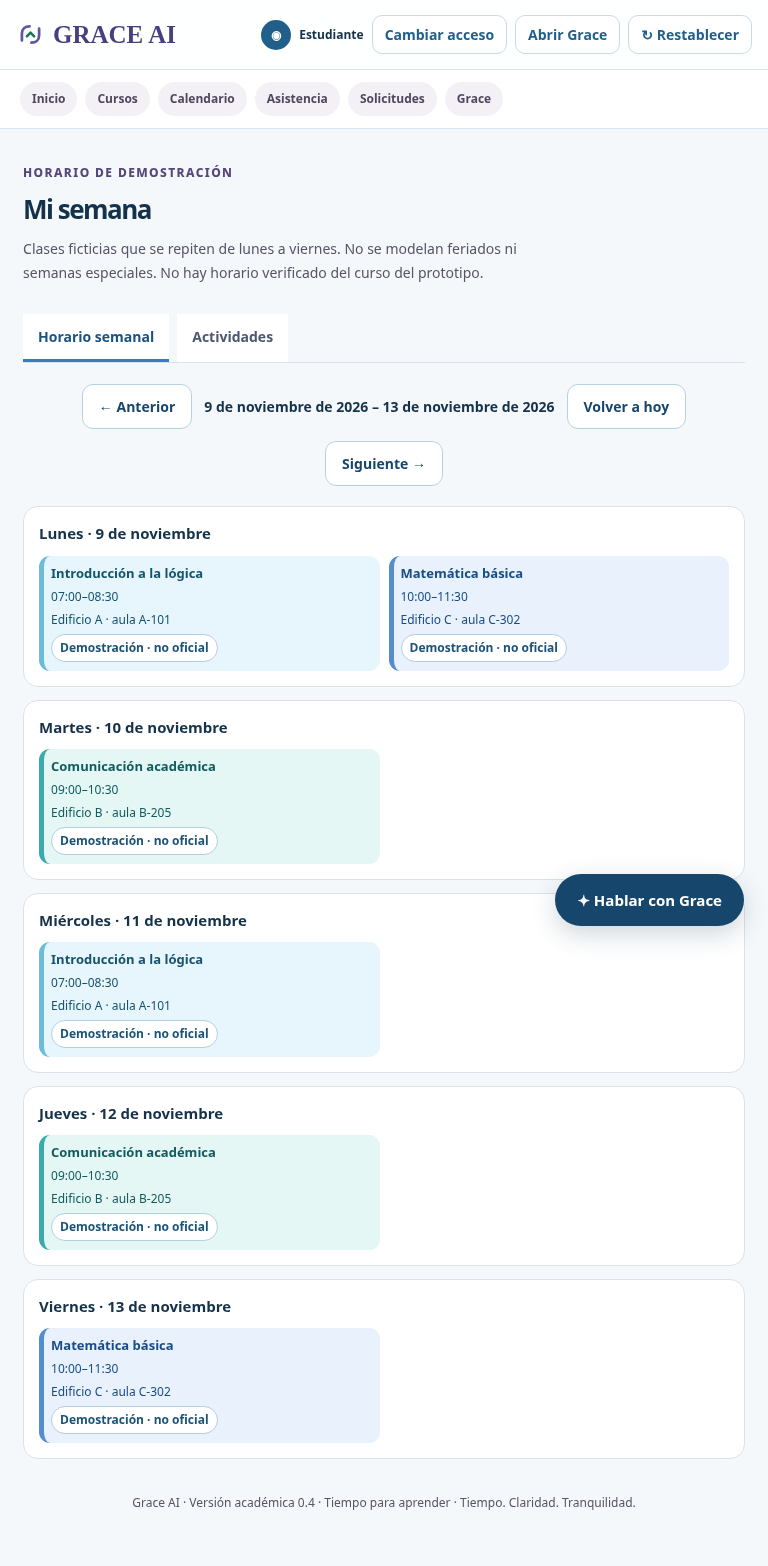 GRACE AI
Estudiante
Cambiar acceso
Abrir Grace
↻ Restablecer
Inicio
Cursos
Calendario
Asistencia
Solicitudes
Grace
HORARIO DE DEMOSTRACIÓN
Mi semana
Clases ficticias que se repiten de lunes a viernes. No se modelan feriados ni
semanas especiales. No hay horario verificado del curso del prototipo.
Horario semanal
Actividades
← Anterior
9 de noviembre de 2026 – 13 de noviembre de 2026
Volver a hoy
Siguiente →
Lunes · 9 de noviembre
Introducción a la lógica
07:00–08:30
Edificio A · aula A-101
Demostración · no oficial
Matemática básica
10:00–11:30
Edificio C · aula C-302
Demostración · no oficial
Martes · 10 de noviembre
Comunicación académica
09:00–10:30
Edificio B · aula B-205
Demostración · no oficial
✦ Hablar con Grace
Miércoles · 11 de noviembre
Introducción a la lógica
07:00–08:30
Edificio A · aula A-101
Demostración · no oficial
Jueves · 12 de noviembre
Comunicación académica
09:00–10:30
Edificio B · aula B-205
Demostración · no oficial
Viernes · 13 de noviembre
Matemática básica
10:00–11:30
Edificio C · aula C-302
Demostración · no oficial
Grace AI · Versión académica 0.4 · Tiempo para aprender · Tiempo. Claridad. Tranquilidad.